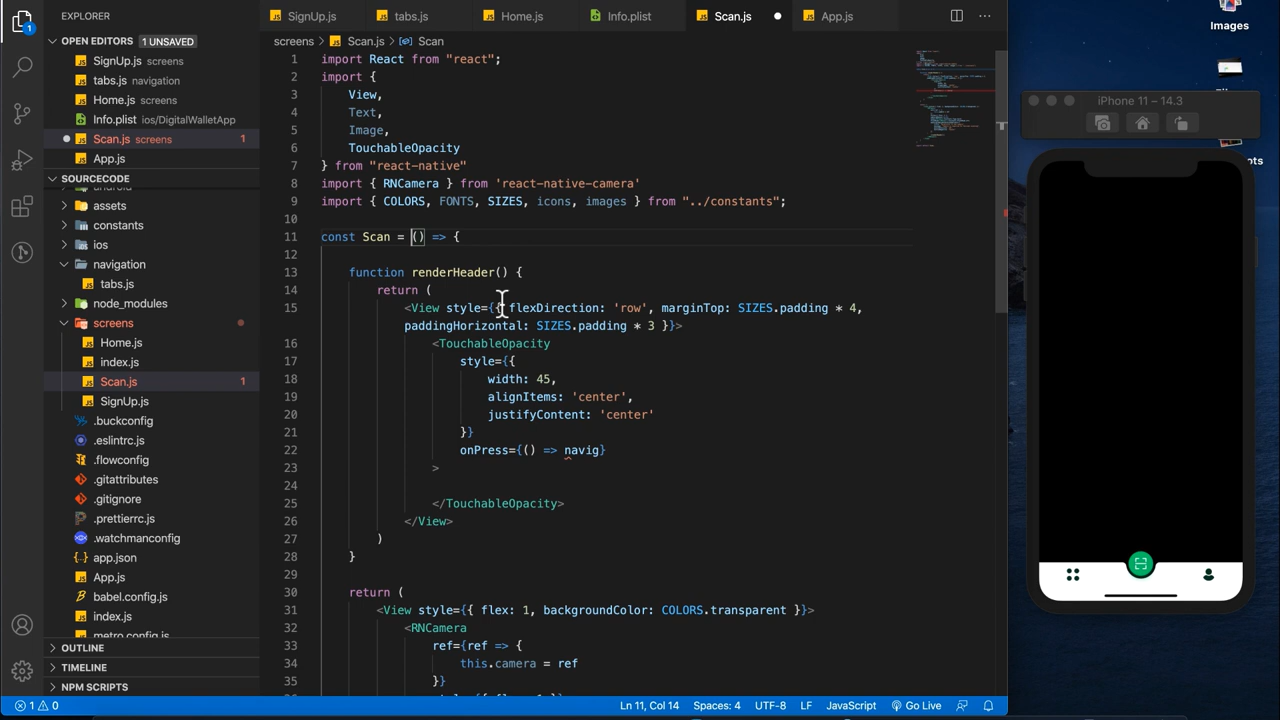 EXPLORER
OPEN EDITORS 1 UNSAVED
SignUp.js screens
tabs.js navigation
Home.js screens
Info.plist ios/DigitalWalletApp
Scan.js screens 1
App.js
SOURCECODE
assets
constants
ios
navigation
tabs.js
node_modules
screens
Home.js
index.js
Scan.js 1
SignUp.js
.buckconfig
.eslintrc.js
.flowconfig
.gitattributes
.gitignore
.prettierrc.js
.watchmanconfig
app.json
App.js
babel.config.js
index.js
metro.config.js
OUTLINE
TIMELINE
NPM SCRIPTS
SignUp.js tabs.js Home.js Info.plist Scan.js App.js
screens > Scan.js > Scan
1 import React from "react";
2 import {
3 View,
4 Text,
5 Image,
6 TouchableOpacity
7 } from "react-native"
8 import { RNCamera } from 'react-native-camera'
9 import { COLORS, FONTS, SIZES, icons, images } from "../constants";
10
11 const Scan = () => {
12
13 function renderHeader() {
14 return (
15 <View style={{ flexDirection: 'row', marginTop: SIZES.padding * 4,
paddingHorizontal: SIZES.padding * 3 }}>
16 <TouchableOpacity
17 style={{
18 width: 45,
19 alignItems: 'center',
20 justifyContent: 'center'
21 }}
22 onPress={() => navig}
23 >
24
25 </TouchableOpacity>
26 </View>
27 )
28 }
29
30 return (
31 <View style={{ flex: 1, backgroundColor: COLORS.transparent }}>
32 <RNCamera
33 ref={ref => {
34 this.camera = ref
35 }}
1
1 0 Ln 11, Col 14 Spaces: 4 UTF-8 LF JavaScript Go Live
Images
iPhone 11 – 14.3